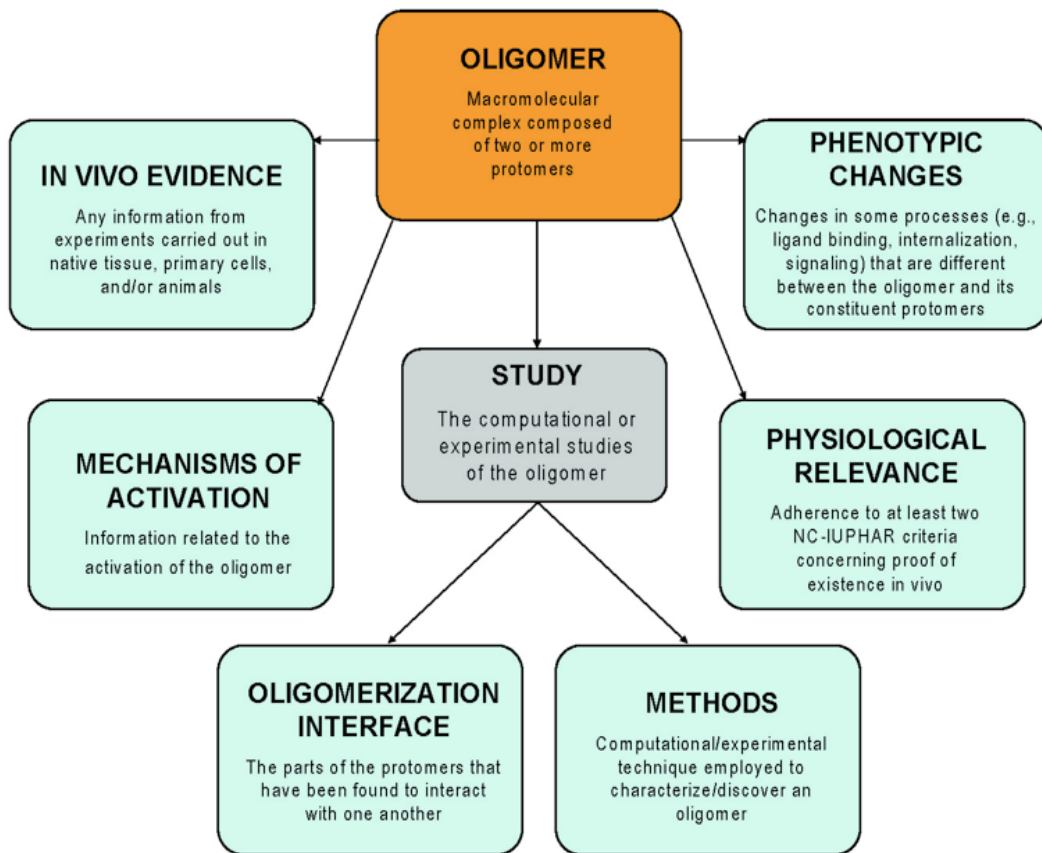 OLIGOMER
Macromolecular
complex composed
of two or more
protomers
IN VIVO EVIDENCE
Any information from
experiments carried out in
native tissue, primary cells,
and/or animals
PHENOTYPIC
CHANGES
Changes in some processes (e.g.,
ligand binding, internalization,
signaling) that are different
between the oligomer and its
constituent protomers
STUDY
The computational or
experimental studies
of the oligomer
MECHANISMS OF
ACTIVATION
Information related to the
activation of the oligomer
PHYSIOLOGICAL
RELEVANCE
Adherence to at least two
NC-IUPHAR criteria
concerning proof of
existence in vivo
OLIGOMERIZATION
INTERFACE
The parts of the protomers that
have been found to interact
with one another
METHODS
Computational/experimental
technique employed to
characterize/discover an
oligomer